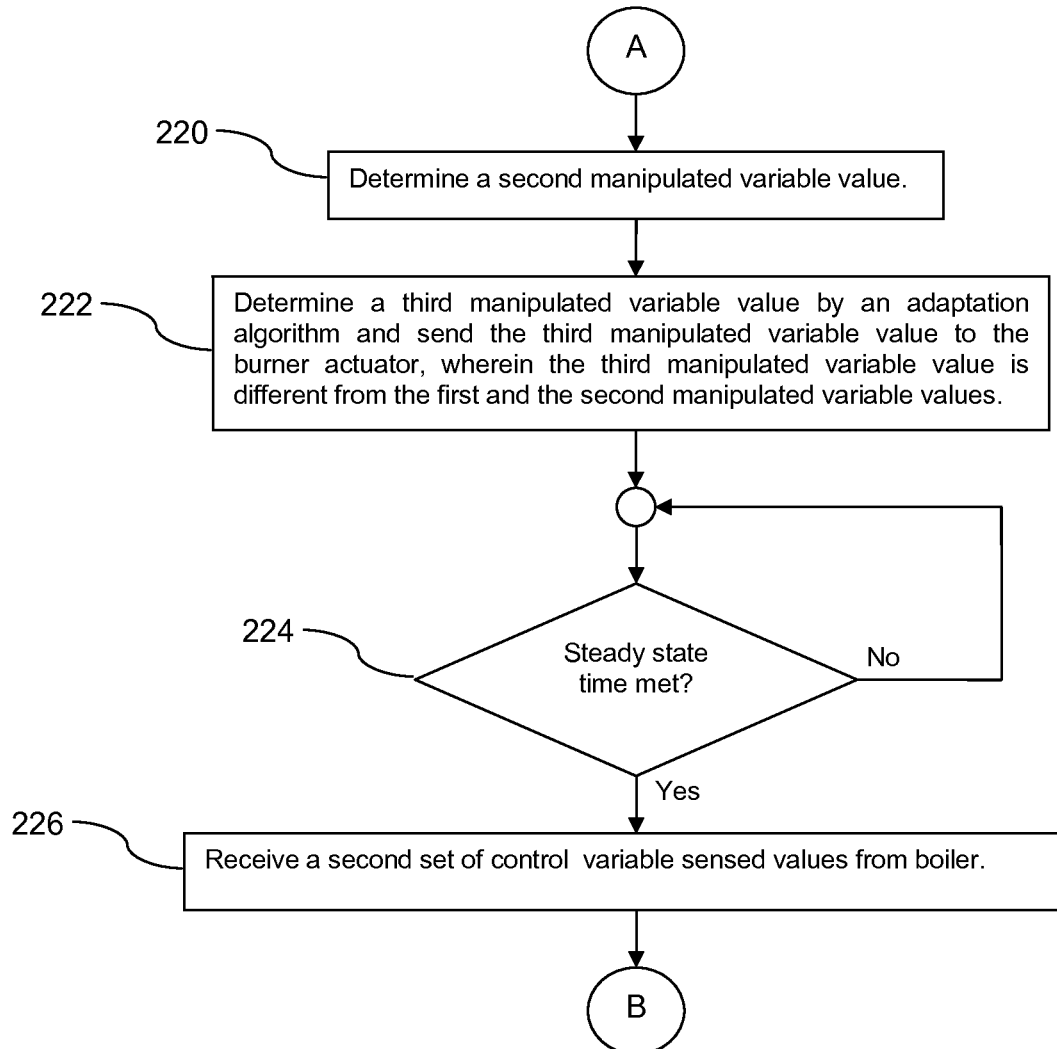 A
220
Determine a second manipulated variable value.
222
Determine a third manipulated variable value by an adaptation
algorithm and send the third manipulated variable value to the
burner actuator, wherein the third manipulated variable value is
different from the first and the second manipulated variable values.
224
Steady state
time met?
No
Yes
226
Receive a second set of control variable sensed values from boiler.
B